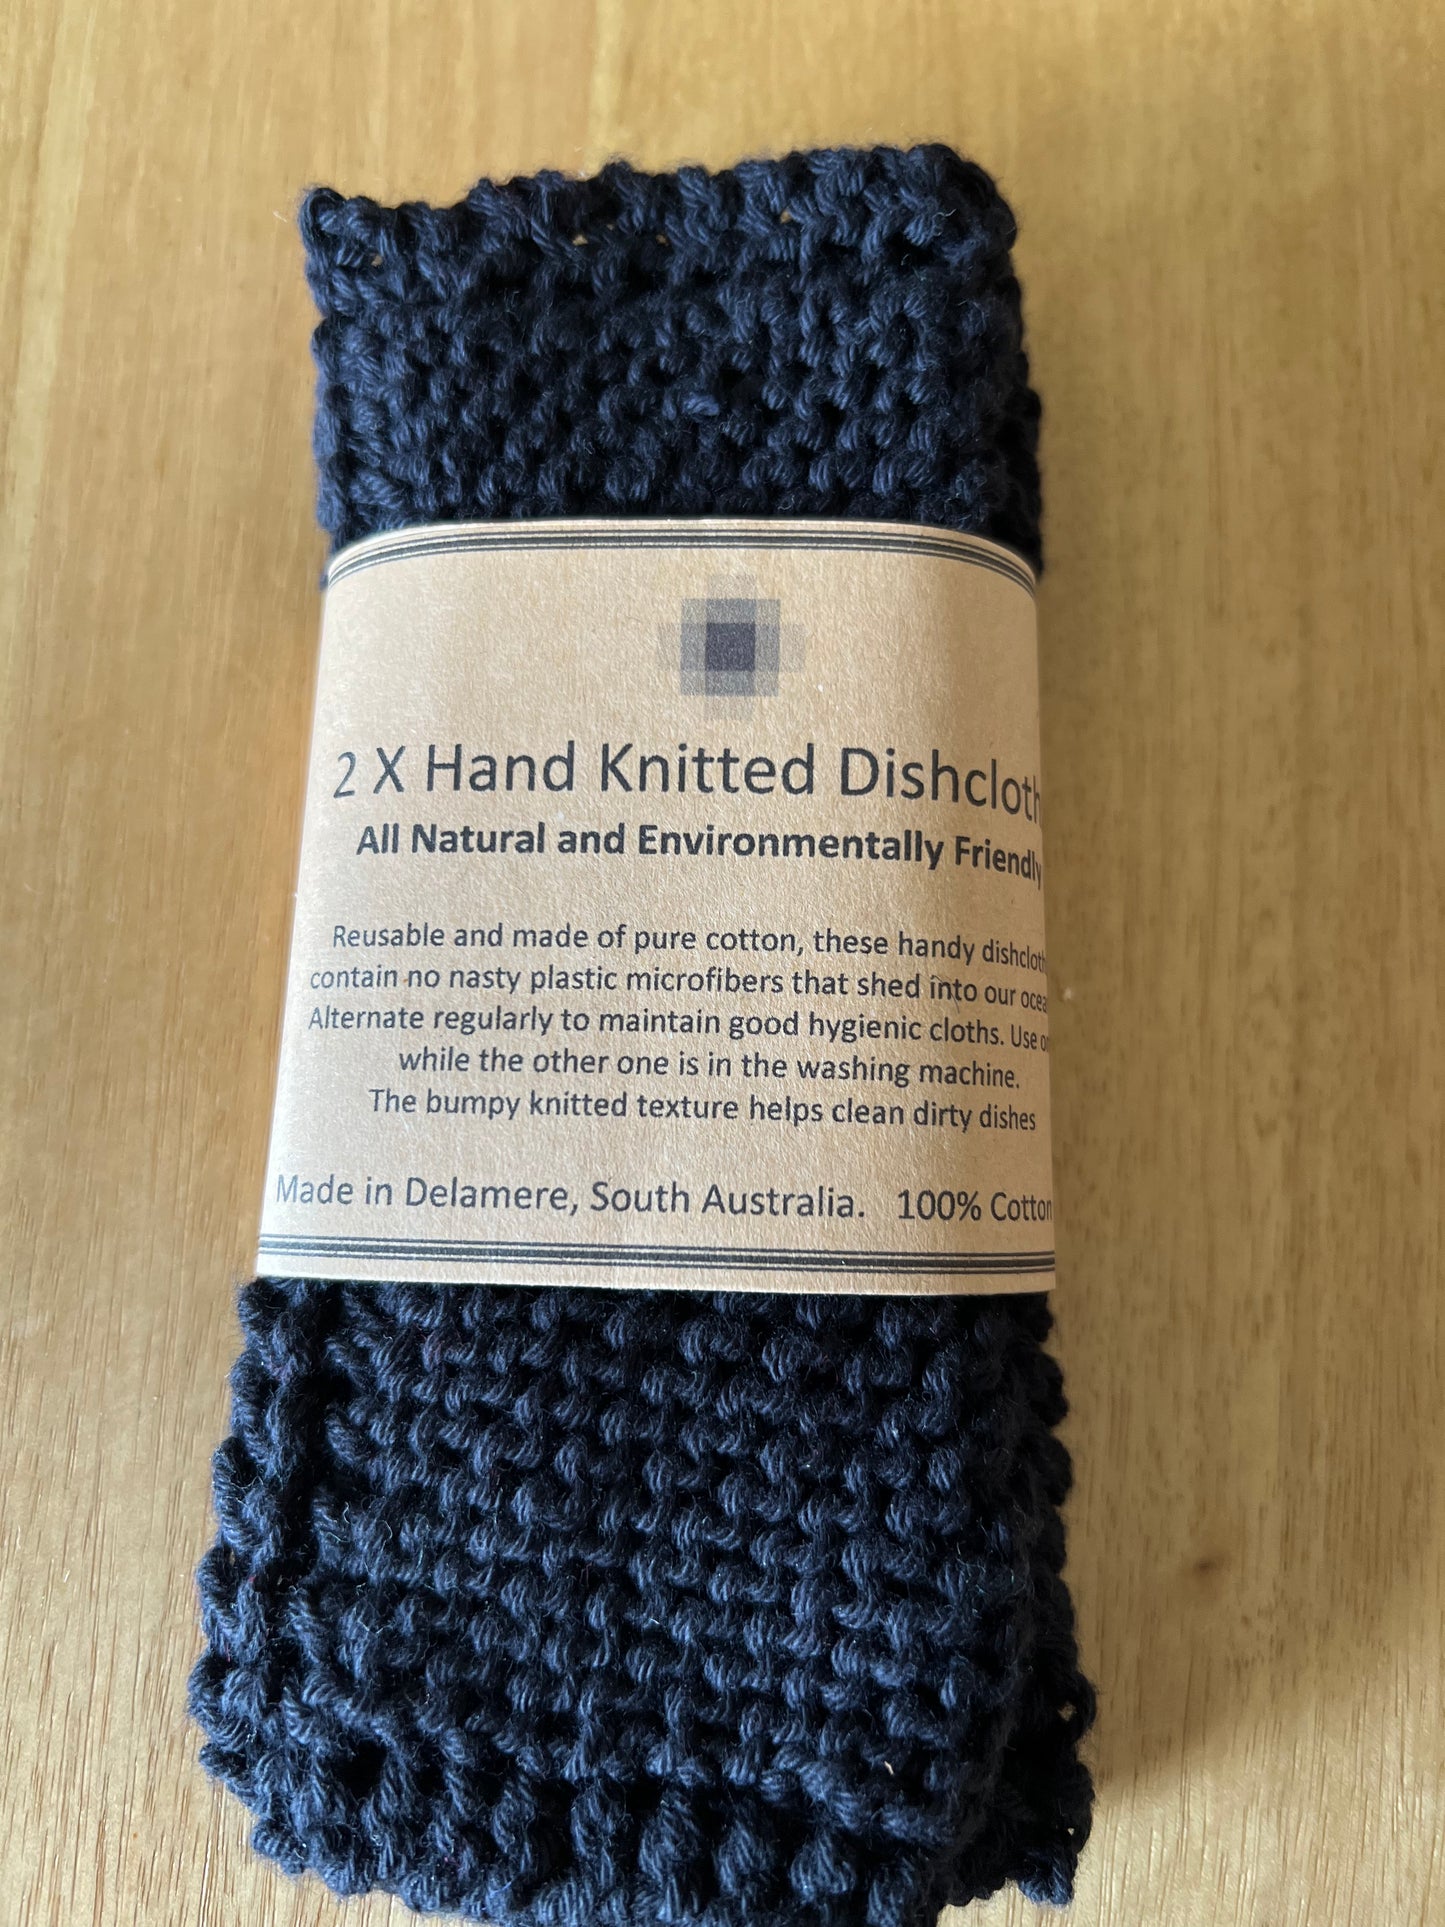 2 X Hand Knitted Dishcloth
All Natural and Environmentally Friendly
Reusable and made of pure cotton, these handy dishcloth
contain no nasty plastic microfibers that shed into our
Alternate regularly to maintain good hygienic cloths. Use
while the other one is in the washing machine.
The bumpy knitted texture helps clean dirty dishes
Made in Delamere, South Australia. 100% Cotton